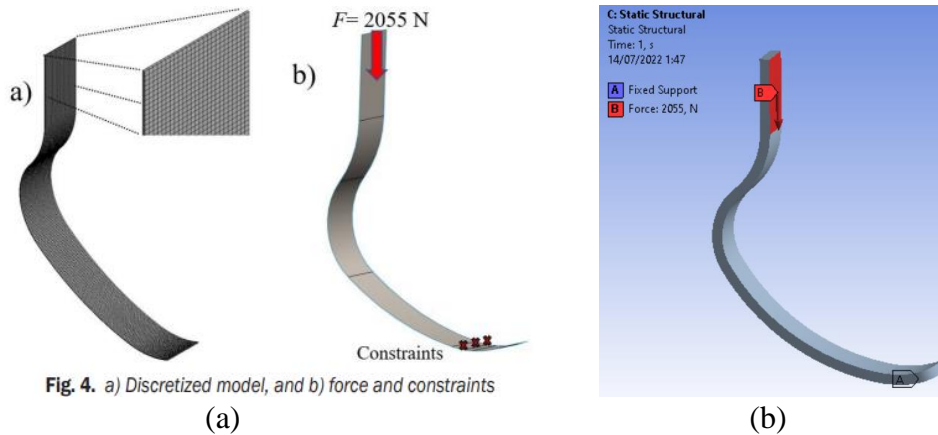 a)
b)
F= 2055 N
Constraints
Fig. 4. a) Discretized model, and b) force and constraints
(a)
C: Static Structural
Static Structural
Time: 1, s
14/07/2022 1:47
A Fixed Support
B Force: 2055, N
B
A
(b)